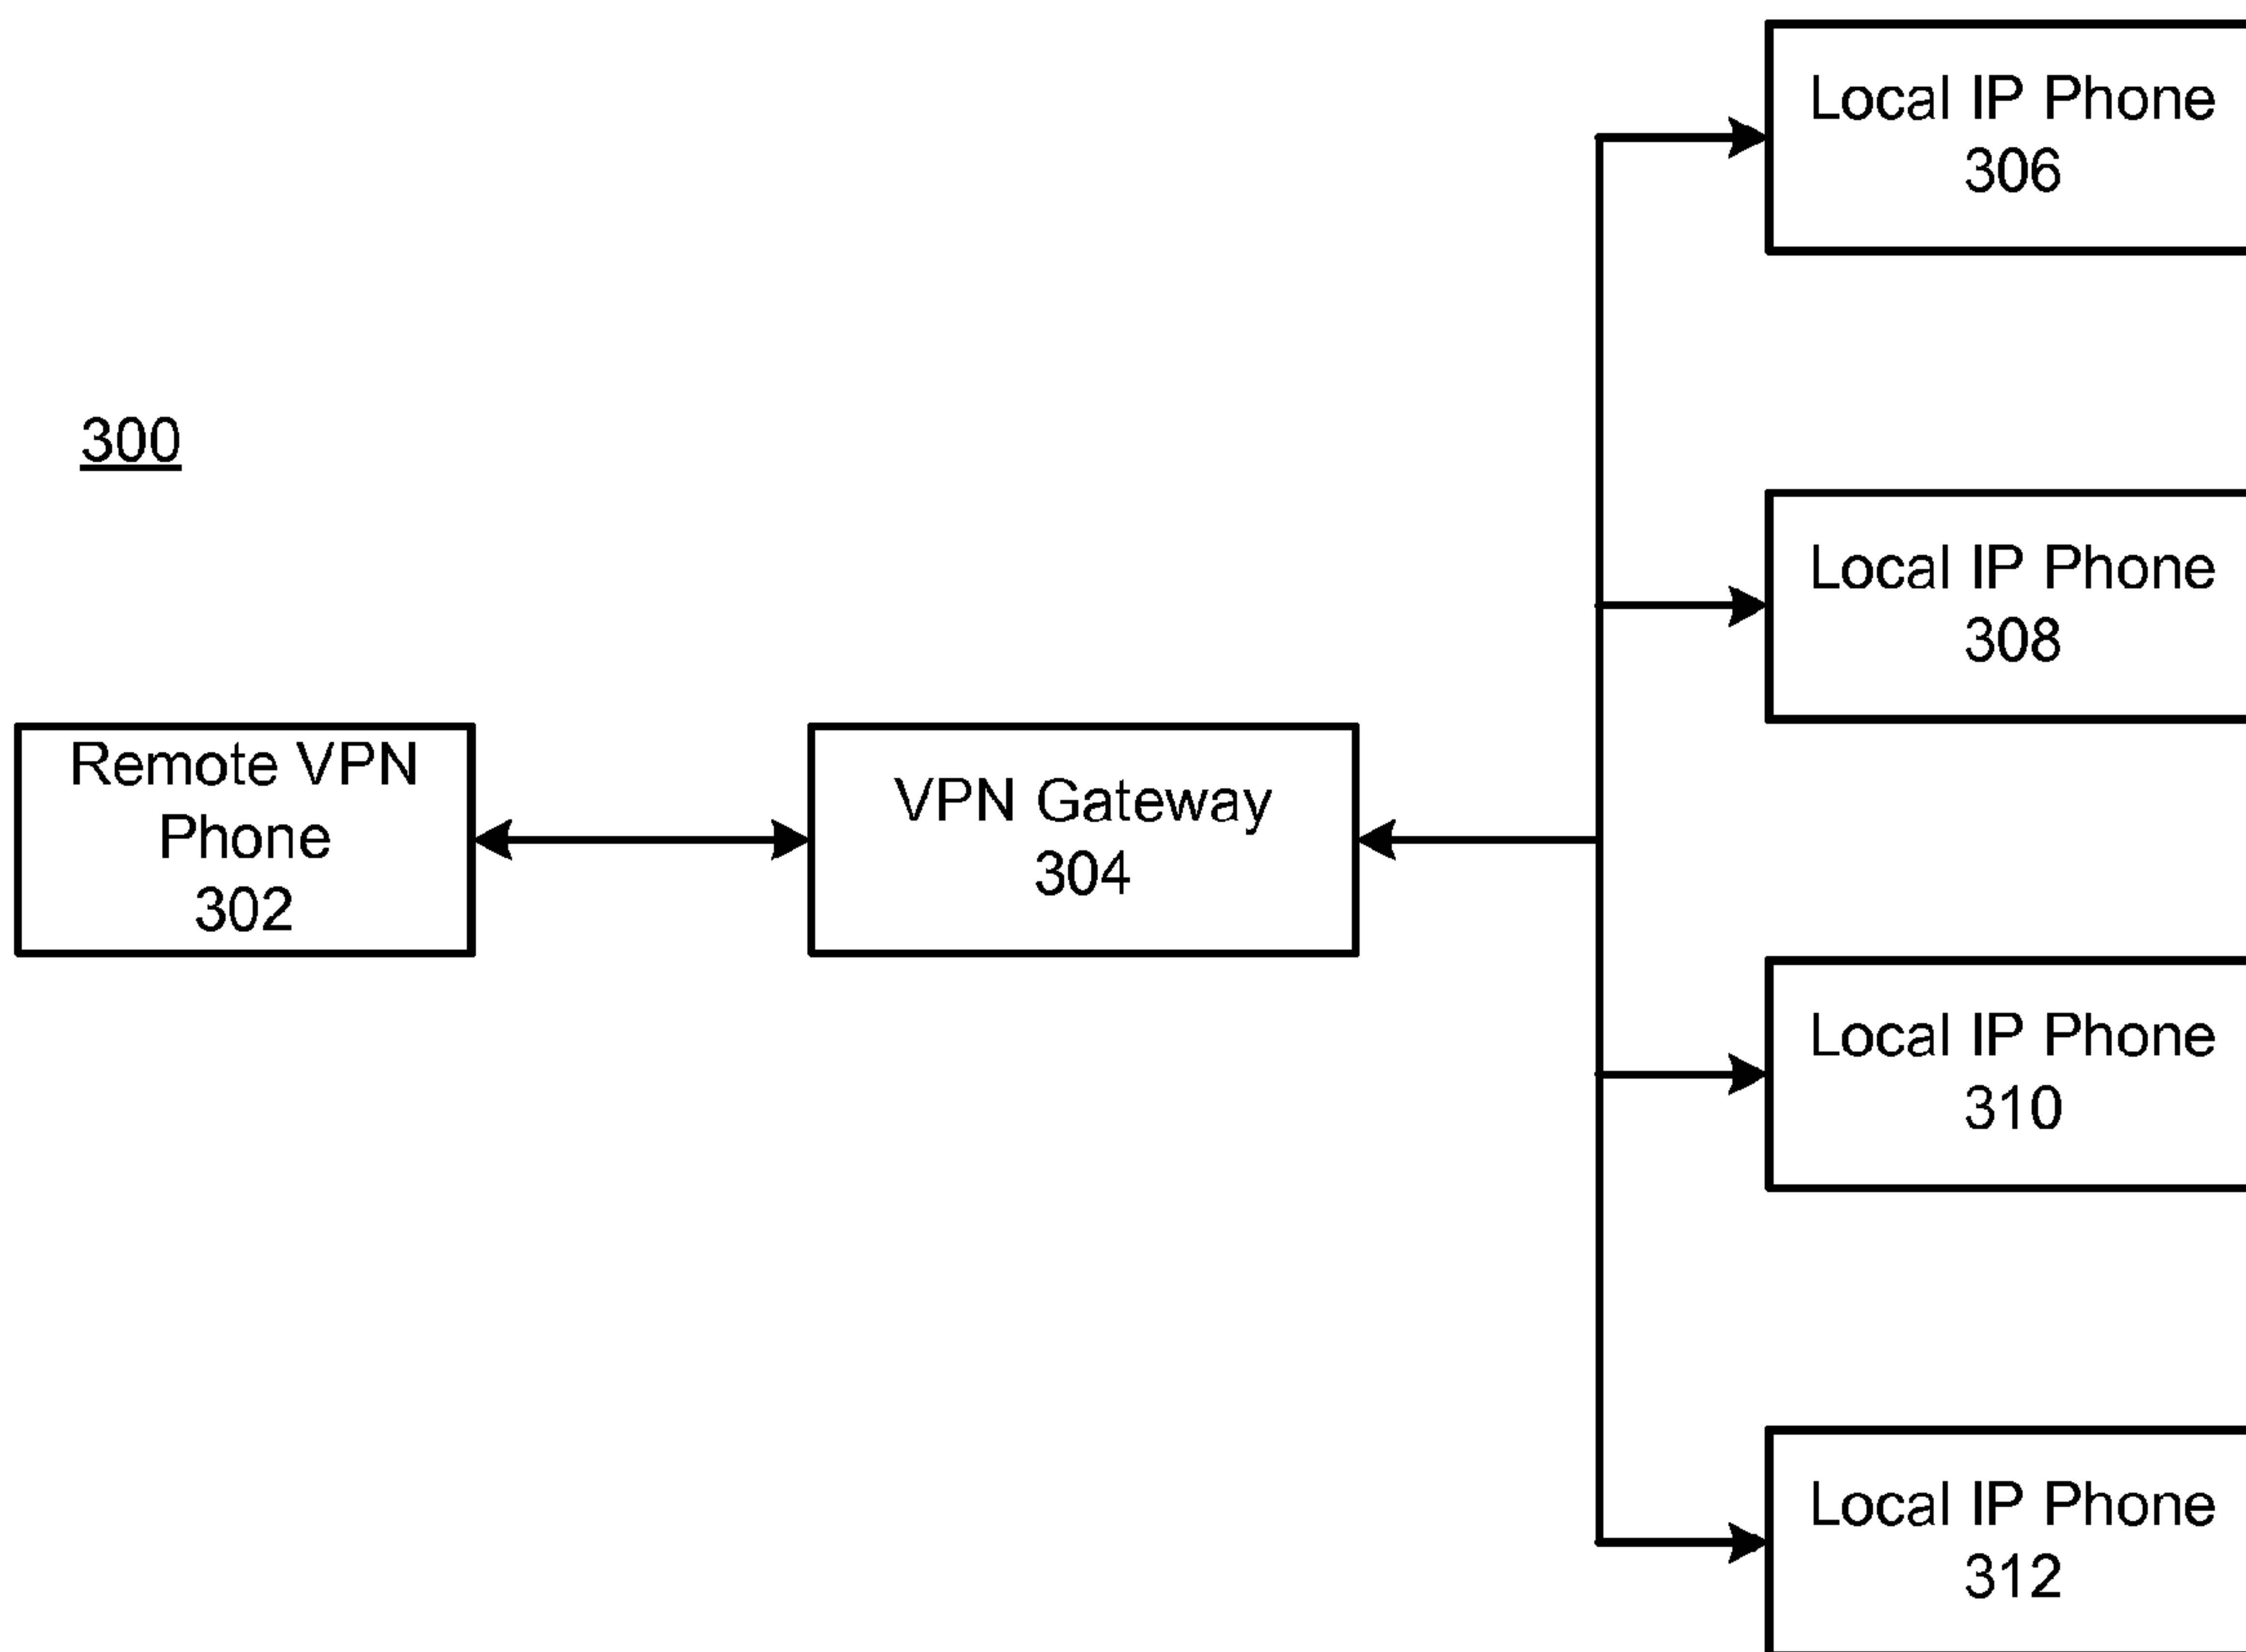 300
Remote VPN
Phone
302
VPN Gateway
304
Local IP Phone
306
Local IP Phone
308
Local IP Phone
310
Local IP Phone
312